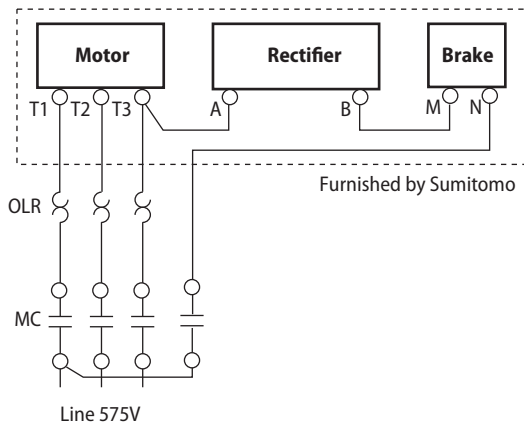 Motor Rectifier Brake
T1 T2 T3 A B M N
Furnished by Sumitomo
OLR
MC
Line 575V